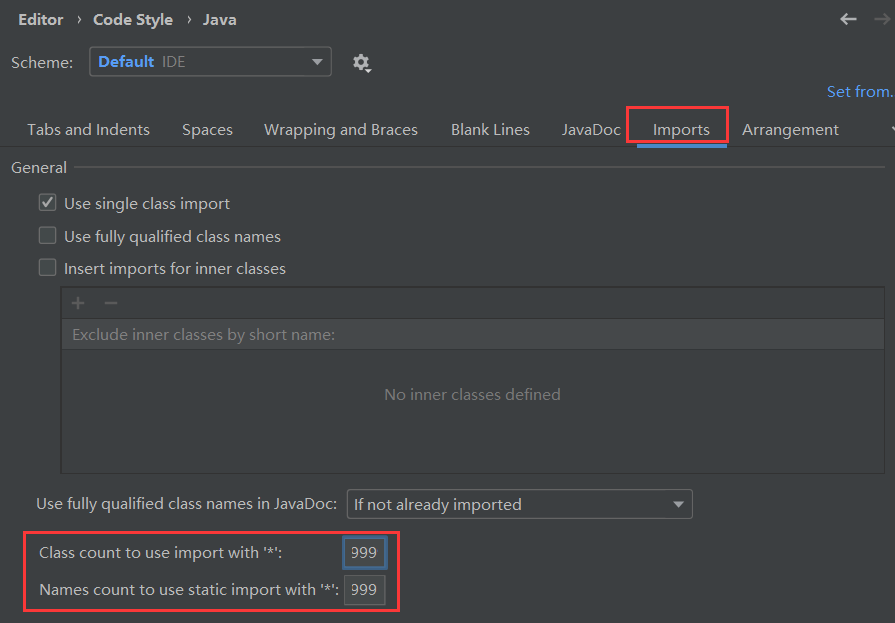 Editor › Code Style › Java
Scheme: Default IDE
Set from.
Tabs and Indents Spaces Wrapping and Braces Blank Lines JavaDoc Imports Arrangement
General
Use single class import
Use fully qualified class names
Insert imports for inner classes
Exclude inner classes by short name:
No inner classes defined
Use fully qualified class names in JavaDoc: If not already imported
Class count to use import with '*': 999
Names count to use static import with '*': 999